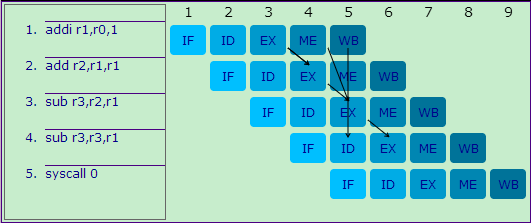 1 2 3 4 5 6 7 8 9
1. addi r1,r0,1 IF ID EX ME WB
2. add r2,r1,r1 IF ID EX ME WB
3. sub r3,r2,r1 IF ID EX ME WB
4. sub r3,r3,r1 IF ID EX ME WB
5. syscall 0 IF ID EX ME WB